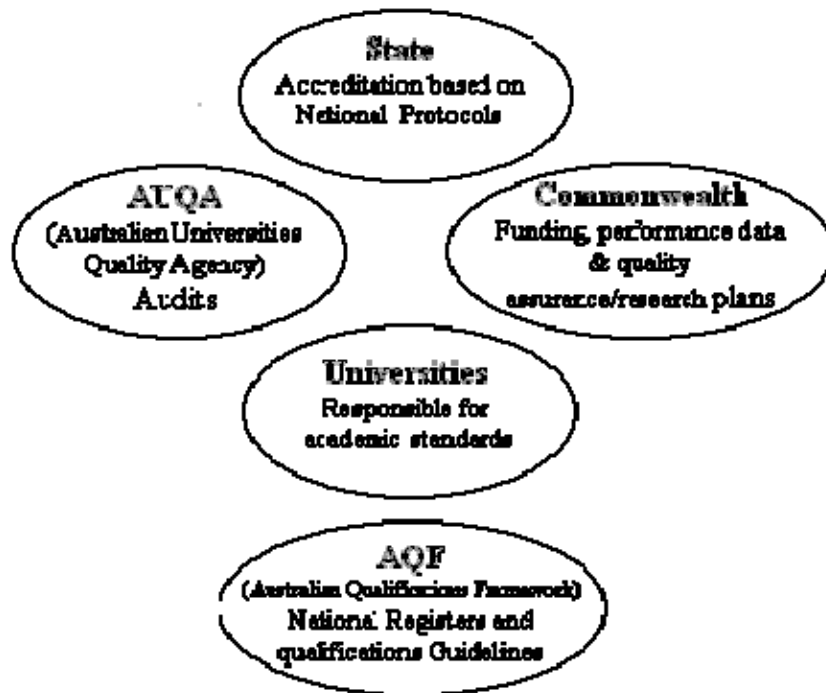 State
Accreditation based on
National Protocols
AUQA
(Australian Universities
Quality Agency)
Audits
Commonwealth
Funding, performance data
& quality
assurance/research plans
Universities
Responsible for
academic standards
AQF
(Australian Qualifications Framework)
National Registers and
qualifications Guidelines